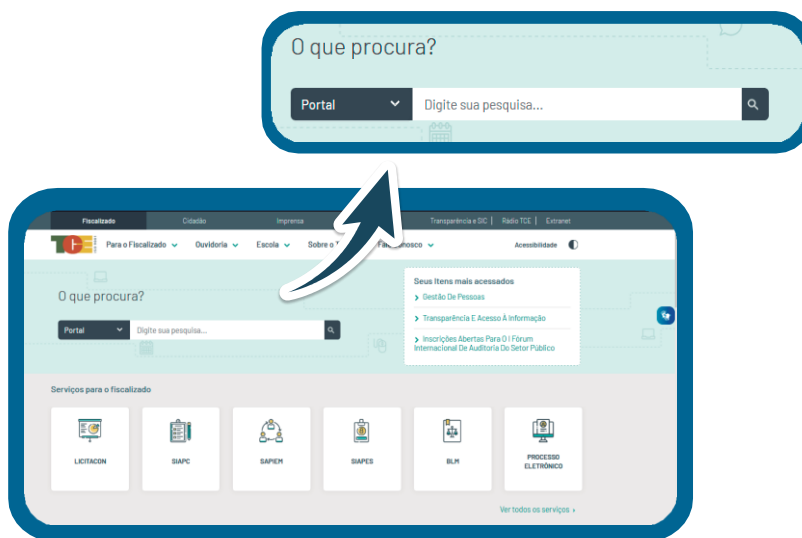 O que procura?
Portal
Digite sua pesquisa...
Fiscalizado
Cidadão
Imprensa
Transparência e SIC
Rádio TCE
Extranet
TCE
Para o Fiscalizado
Ouvidoria
Escola
Sobre o
Acessibilidade
O que procura?
Portal
Digite sua pesquisa...
Seus Itens mais acessados
Gestão De Pessoas
Transparência E Acesso À Informação
Inscrições Abertas Para O I Fórum
Internacional De Auditoria Do Setor Público
Serviços para o fiscalizado
LICITACON
SIAPC
SAPIEM
SIAPES
BLM
PROCESSO
ELETRÔNICO
Ver todos os serviços